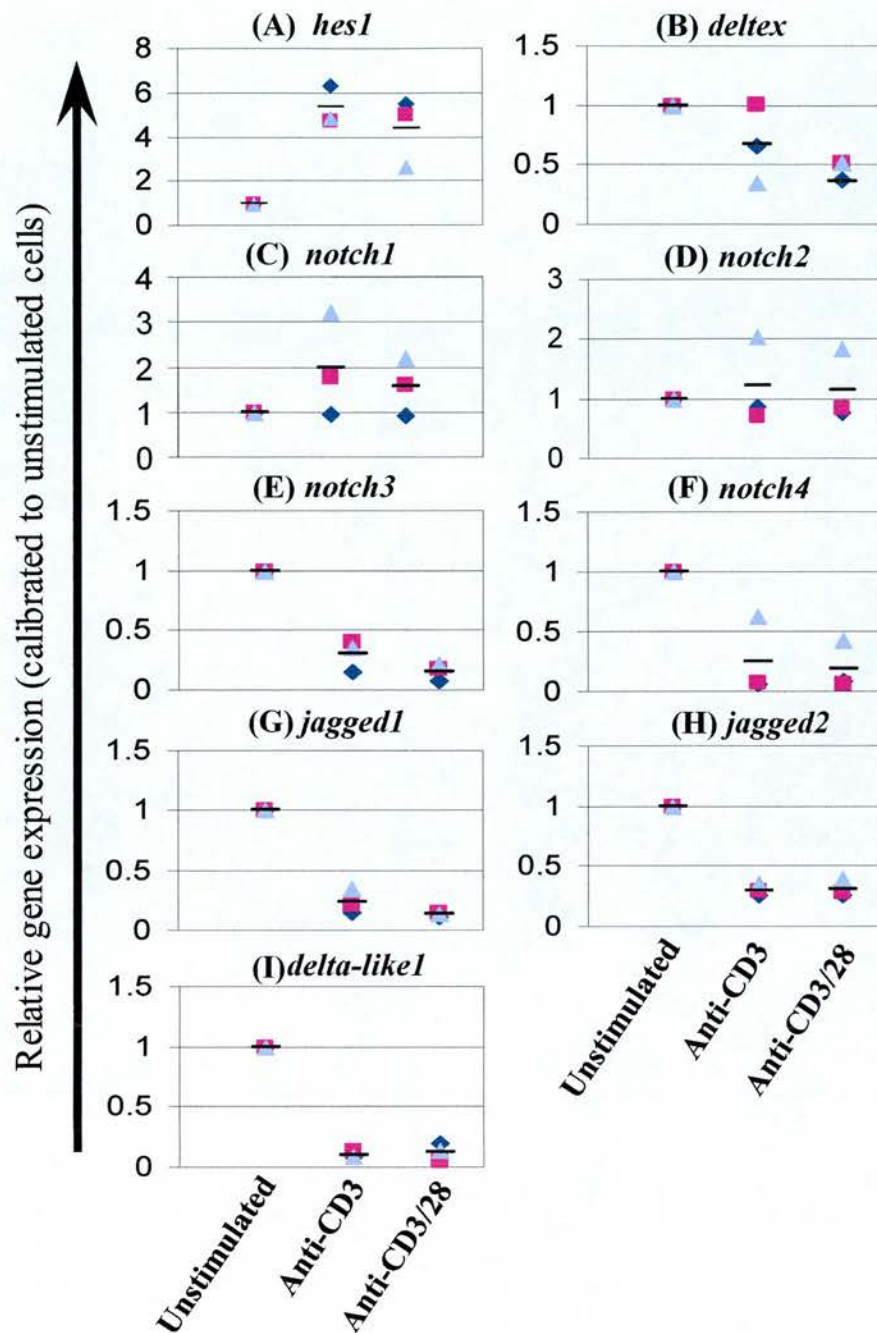 Relative gene expression (calibrated to unstimulated cells)
(A) hes1
8
6
4
2
0
(B) deltex
1.5
1
0.5
0
(C) notch1
4
3
2
1
0
(D) notch2
3
2
1
0
(E) notch3
1.5
1
0.5
0
(F) notch4
1.5
1
0.5
0
(G) jagged1
1.5
1
0.5
0
(H) jagged2
1.5
1
0.5
0
Unstimulated
Anti-CD3
Anti-CD3/28
(I) delta-like1
1.5
1
0.5
0
Unstimulated
Anti-CD3
Anti-CD3/28